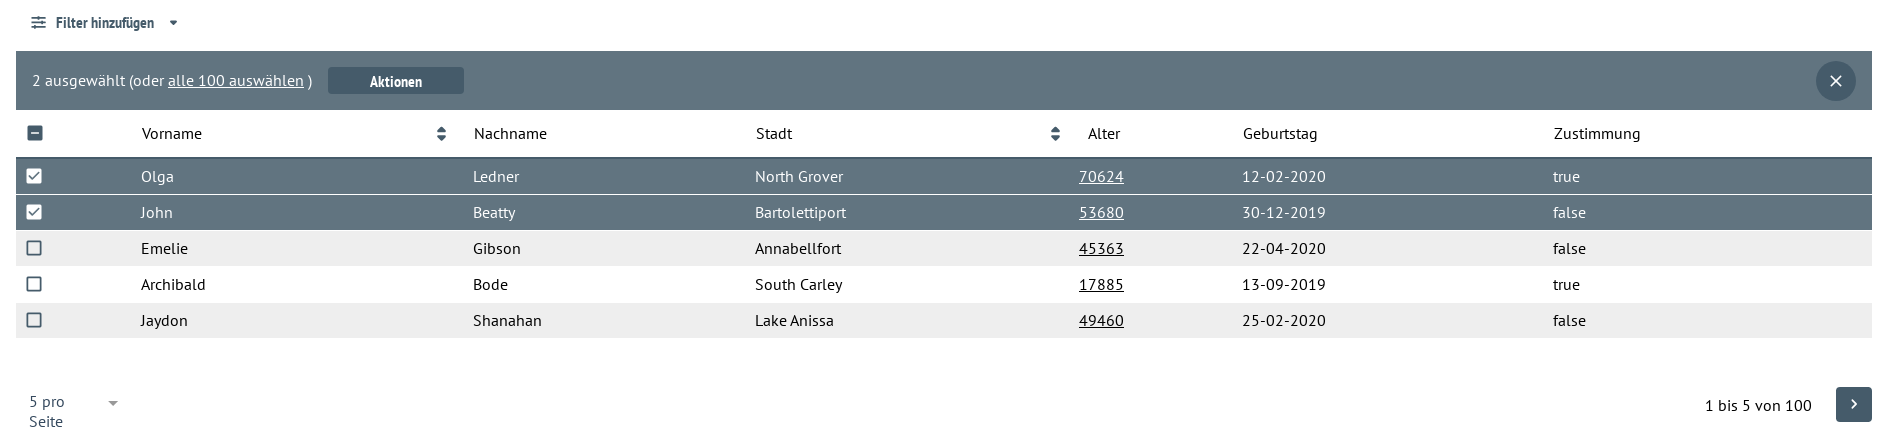 Filter hinzufügen
2 ausgewählt (oder alle 100 auswählen ) Aktionen
Vorname Nachname Stadt Alter Geburtstag Zustimmung
Olga Ledner North Grover 70624 12-02-2020 true
John Beatty Bartolettiport 53680 30-12-2019 false
Emelie Gibson Annabellfort 45363 22-04-2020 false
Archibald Bode South Carley 17885 13-09-2019 true
Jaydon Shanahan Lake Anissa 49460 25-02-2020 false
5 pro
Seite
1 bis 5 von 100